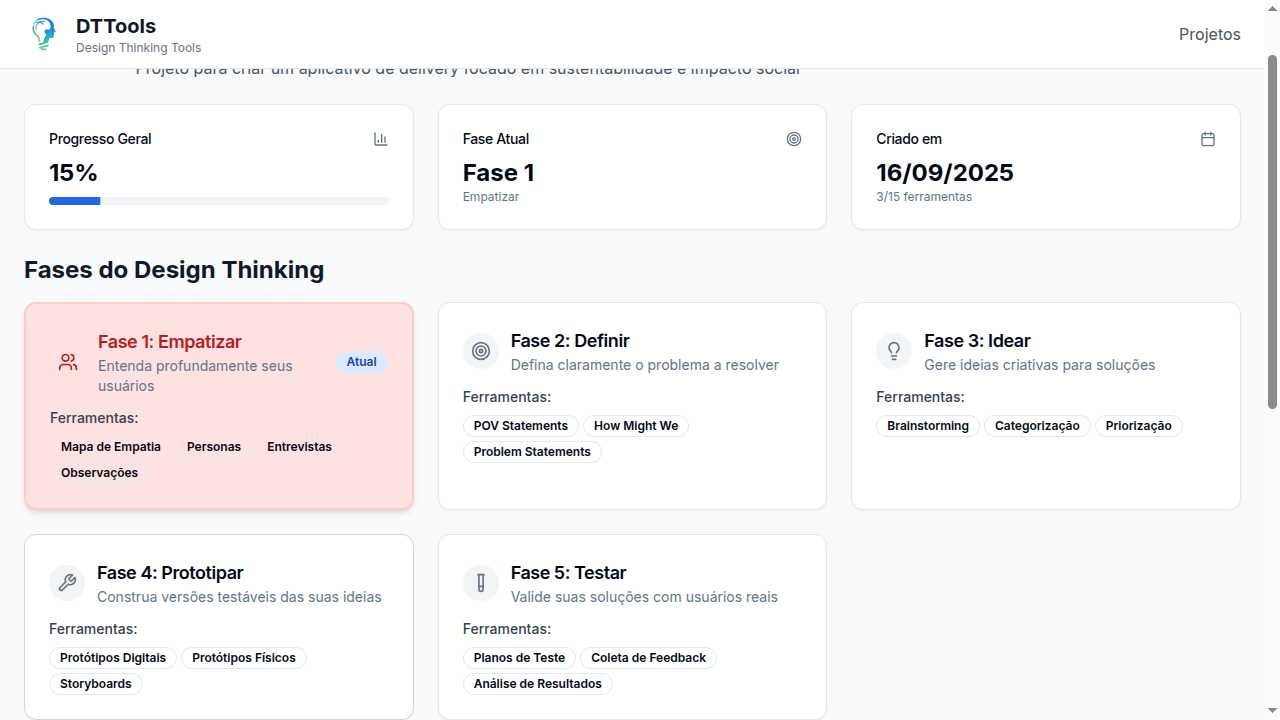 DTTools
Design Thinking Tools
Projetos
Projeto para criar um aplicativo de delivery focado em sustentabilidade e impacto social
Progresso Geral
15%
Fase Atual
Fase 1
Empatizar
Criado em
16/09/2025
3/15 ferramentas
Fases do Design Thinking
Fase 1: Empatizar
Entenda profundamente seus
usuários
Atual
Ferramentas:
Mapa de Empatia
Personas
Entrevistas
Observações
Fase 2: Definir
Defina claramente o problema a resolver
Ferramentas:
POV Statements
How Might We
Problem Statements
Fase 3: Idear
Gere ideias criativas para soluções
Ferramentas:
Brainstorming
Categorização
Priorização
Fase 4: Prototipar
Construa versões testáveis das suas ideias
Ferramentas:
Protótipos Digitais
Protótipos Físicos
Storyboards
Fase 5: Testar
Valide suas soluções com usuários reais
Ferramentas:
Planos de Teste
Coleta de Feedback
Análise de Resultados